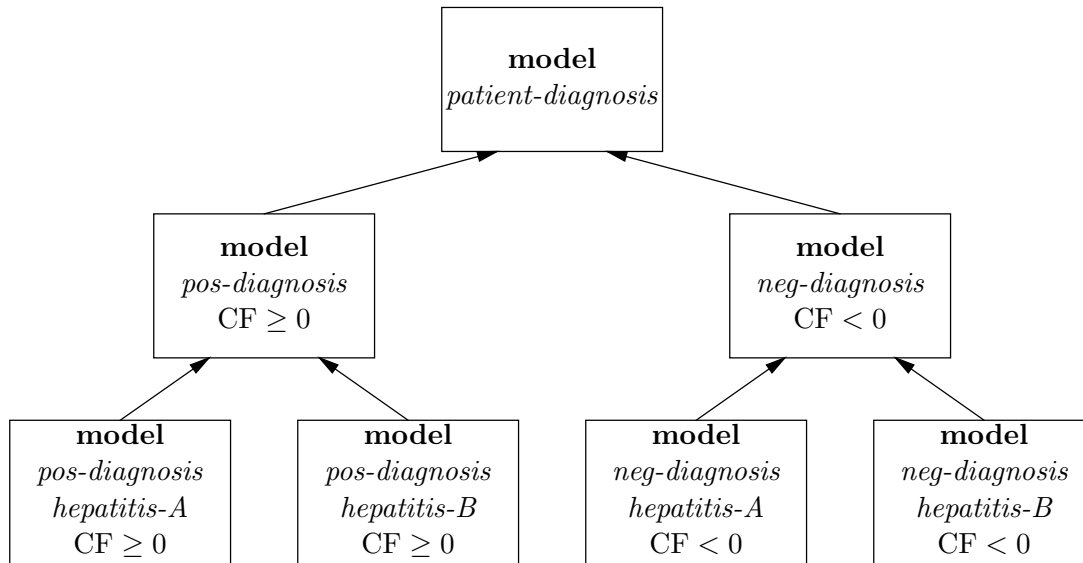 model
patient-diagnosis
model
pos-diagnosis
CF ≥ 0
model
neg-diagnosis
CF < 0
model
pos-diagnosis
hepatitis-A
CF ≥ 0
model
pos-diagnosis
hepatitis-B
CF ≥ 0
model
neg-diagnosis
hepatitis-A
CF < 0
model
neg-diagnosis
hepatitis-B
CF < 0